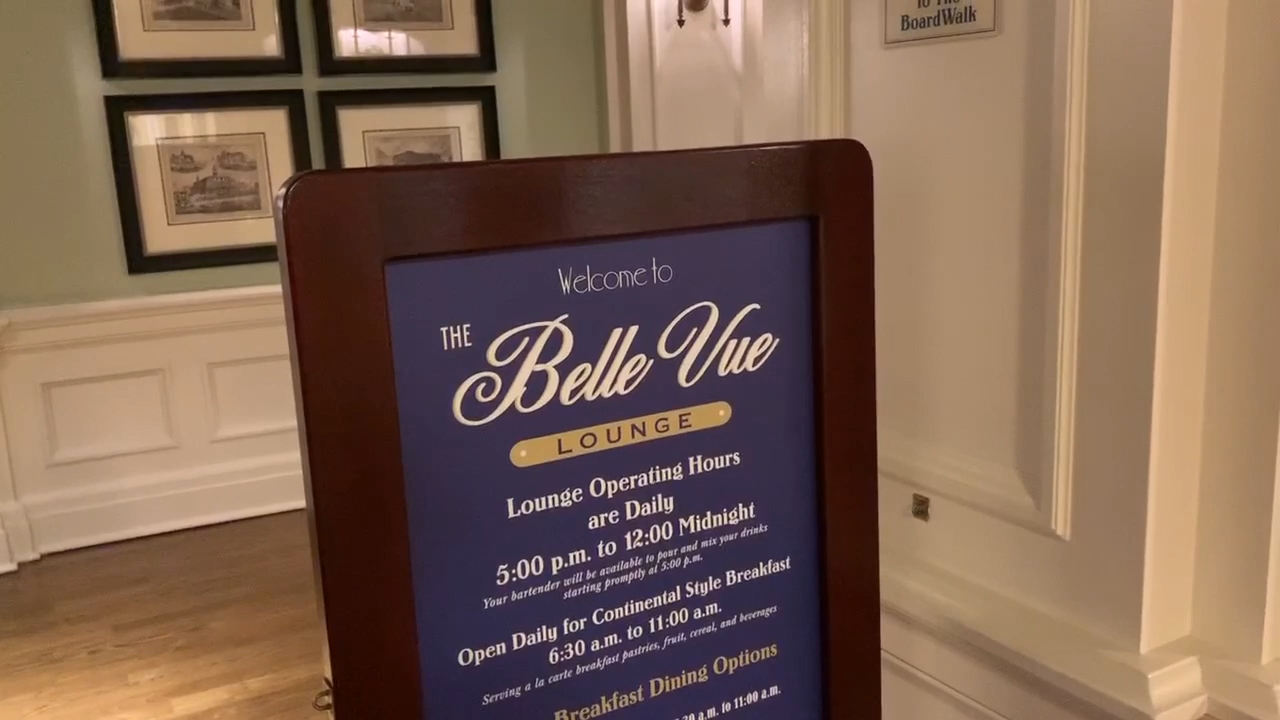 To The
BoardWalk
Welcome to
THE
Belle Vue
LOUNGE
Lounge Operating Hours
are Daily
5:00 p.m. to 12:00 Midnight
Your bartender will be available to pour and mix your drinks
starting promptly at 5:00 p.m.
Open Daily for Continental Style Breakfast
6:30 a.m. to 11:00 a.m.
Serving a la carte breakfast pastries, fruit, cereal, and beverages
Breakfast Dining Options
a.m. to 11:00 a.m.